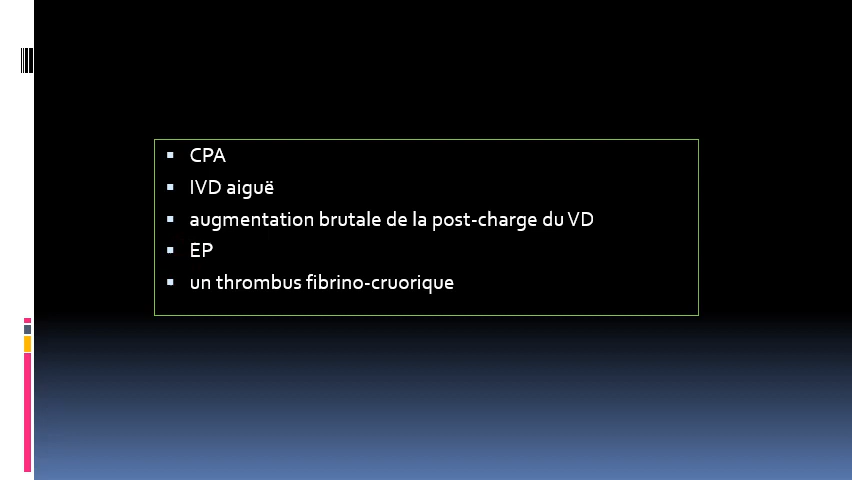 CPA
IVD aiguë
augmentation brutale de la post-charge du VD
EP
un thrombus fibrino-cruorique